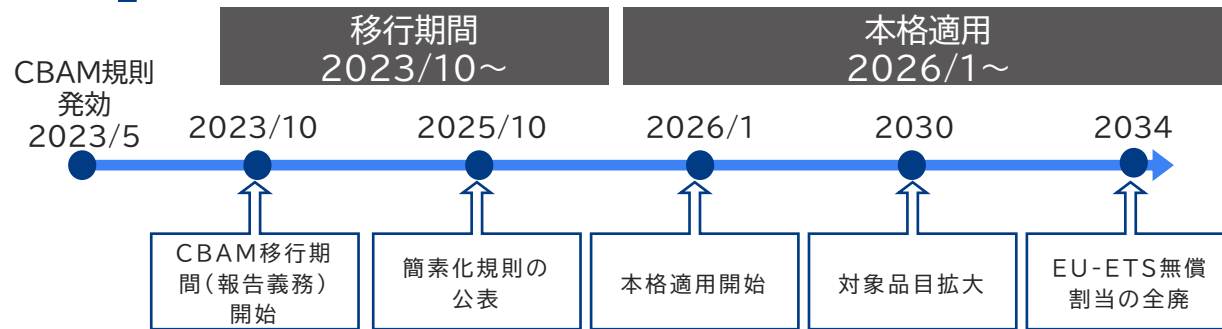 移行期間
2023/10～
本格適用
2026/1～
CBAM規則
発効
2023/5
2023/10
2025/10
2026/1
2030
2034
CBAM移行期
間(報告義務)
開始
簡素化規則の
公表
本格適用開始
対象品目拡大
EU-ETS無償
割当の全廃